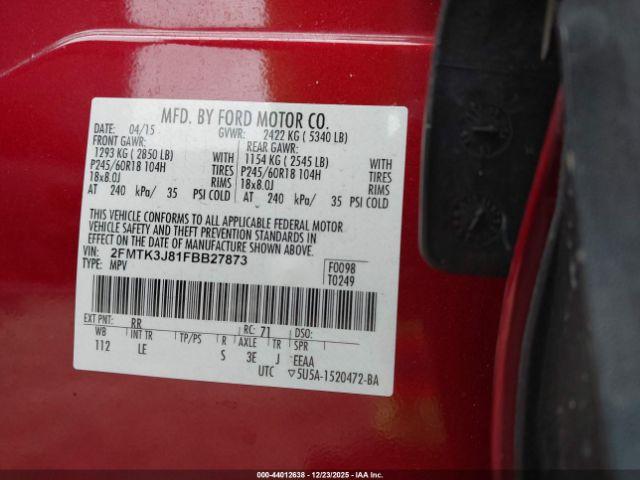 MFD. BY FORD MOTOR CO.
DATE: 04/15 GVWR: 2422 KG ( 5340 LB)
FRONT GAWR: REAR GAWR:
1293 KG ( 2850 LB) WITH 1154 KG ( 2545 LB) WITH
P245/60R18 104H TIRES P245/60R18 104H TIRES
18x8.0J RIMS 18x8.0J RIMS
AT 240 kPa/ 35 PSI COLD AT 240 kPa/ 35 PSI COLD
THIS VEHICLE CONFORMS TO ALL APPLICABLE FEDERAL MOTOR
VEHICLE SAFETY AND THEFT PREVENTION STANDARDS IN
EFFECT ON THE DATE OF MANUFACTURE SHOWN ABOVE.
VIN: 2FMTK3J81FBB27873
TYPE: MPV
F0098
T0249
EXT PNT: RR RC: 71 DSO:
WB INT TR TP/PS R AXLE TR SPR
112 LE S 3E J EEAA
UTC ▽5U5A-1520472-BA
000-44012638 - 12/23/2025 - IAA Inc.